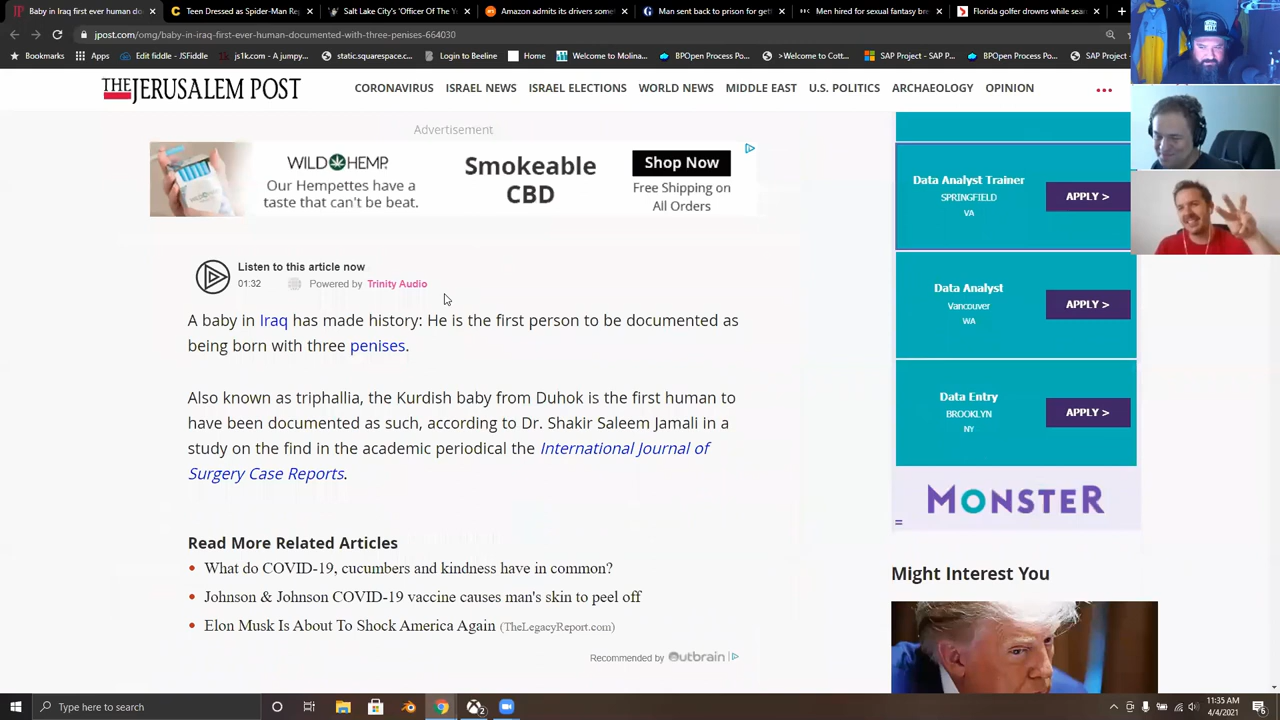 Baby in Iraq first-ever human do
Teen dressed as Spider-Man Rep
Salt Lake City's 'Officer Of The Y
Amazon admits its di
Man sent back to prison for gett
Men hired for sexual fantasy bre
Florida golfer drowns while sear
jpost.com/omg/baby-in-iraq-first-ever-human-documented-with-three-penises-664030
Bookmarks
Apps
Edit fiddle - JSFiddle
js1k.com - A jumpy...
static.squarespace.c...
Login to Beeline
Home
Welcome to Molina...
BPOpen Process Po...
>Welcome to Cott...
SAP Project - SAP P...
BPOpen Process Po...
SAP Project -
THE JERUSALEM POST
CORONAVIRUS
ISRAEL NEWS
ISRAEL ELECTIONS
WORLD NEWS
MIDDLE EAST
U.S. POLITICS
ARCHAEOLOGY
OPINION
Advertisement
WILD HEMP.
Our Hempettes have a
taste that can't be beat.
Smokeable
CBD
Shop Now
Free Shipping on
All Orders
Listen to this article now
01:32
Powered by Trinity Audio
A baby in Iraq has made history: He is the first person to be documented as
being born with three penises.
Also known as triphallia, the Kurdish baby from Duhok is the first human to
have been documented as such, according to Dr. Shakir Saleem Jamali in a
study on the find in the academic periodical the International Journal of
Surgery Case Reports.
Read More Related Articles
What do COVID-19, cucumbers and kindness have in common?
Johnson & Johnson COVID-19 vaccine causes man's skin to peel off
Elon Musk Is About To Shock America Again (TheLegacyReport.com)
Recommended by Outbrain
Data Analyst Trainer
SPRINGFIELD
VA
APPLY >
Data Analyst
Vancouver
WA
APPLY >
Data Entry
BROOKLYN
NY
APPLY >
MONSTER
Might Interest You
Type here to search
11:35 AM
4/4/2021